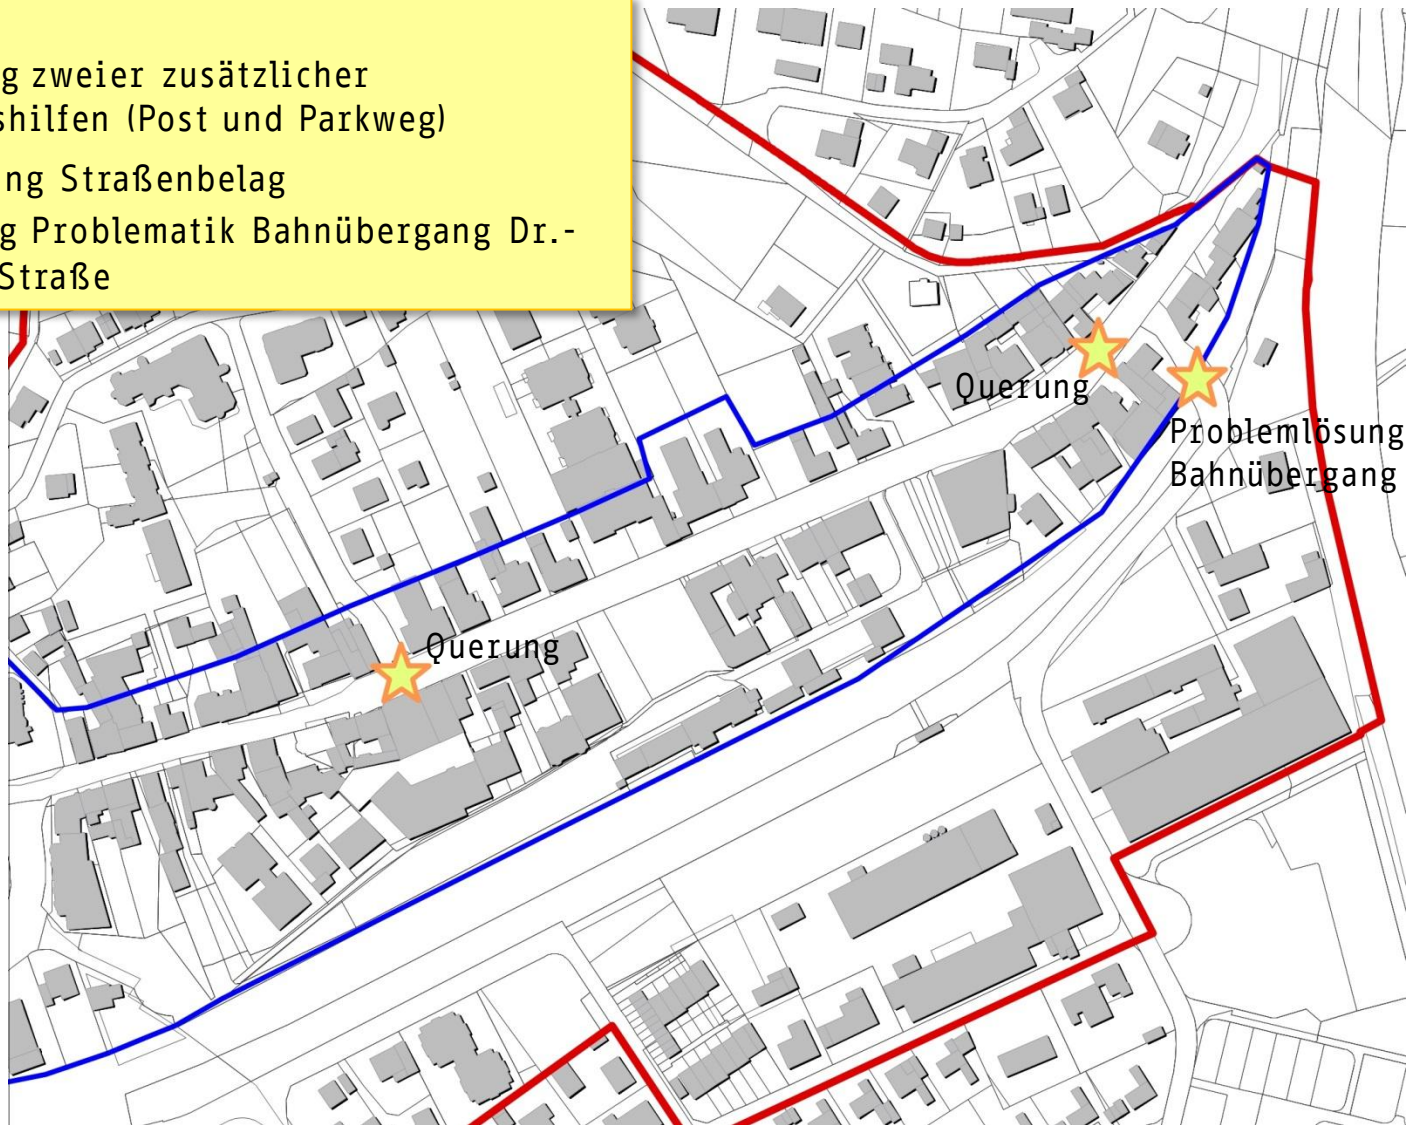 g zweier zusätzlicher
shilfen (Post und Parkweg)
ng Straßenbelag
g Problematik Bahnübergang Dr.-
Straße
Querung
Problemlösung
Bahnübergang
Querung